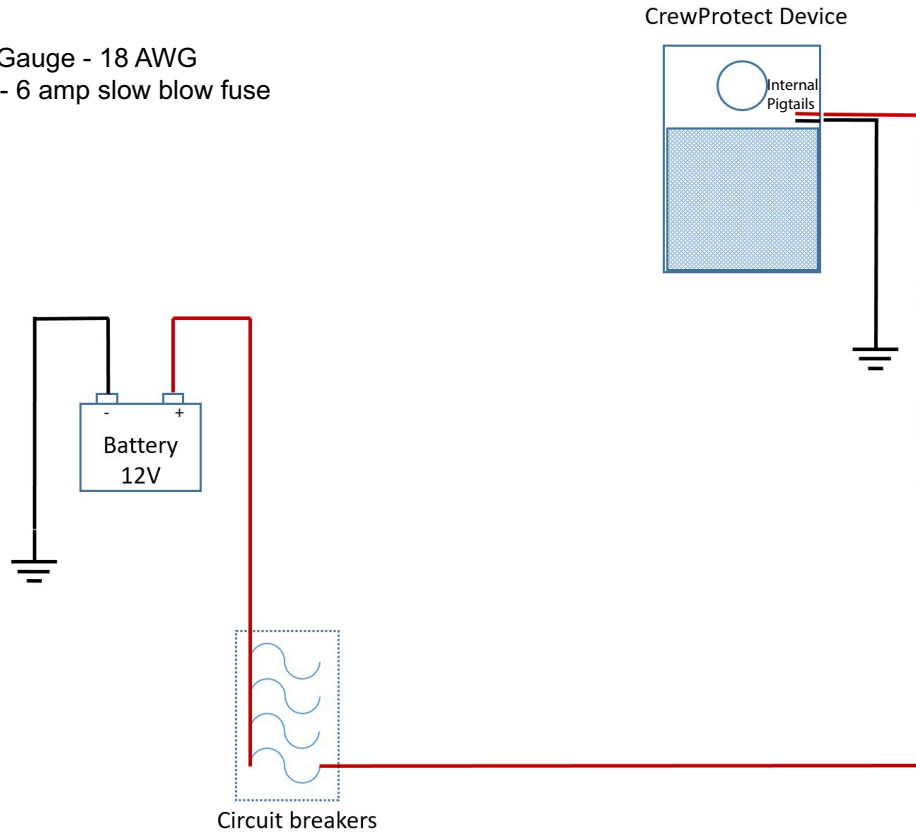 CrewProtect Device
Gauge - 18 AWG
- 6 amp slow blow fuse
Internal
Pigtails
- +
Battery
12V
Circuit breakers